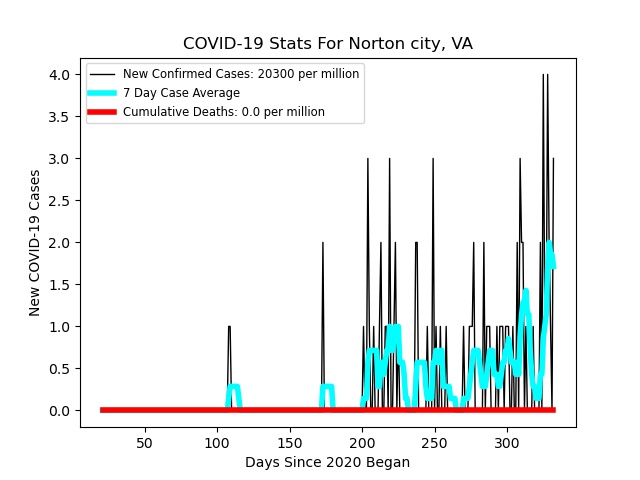 COVID-19 Stats For Norton city, VA
New Confirmed Cases: 20300 per million
7 Day Case Average
Cumulative Deaths: 0.0 per million
4.0
3.5
3.0
2.5
2.0
1.5
1.0
0.5
0.0
New COVID-19 Cases
50 100 150 200 250 300
Days Since 2020 Began